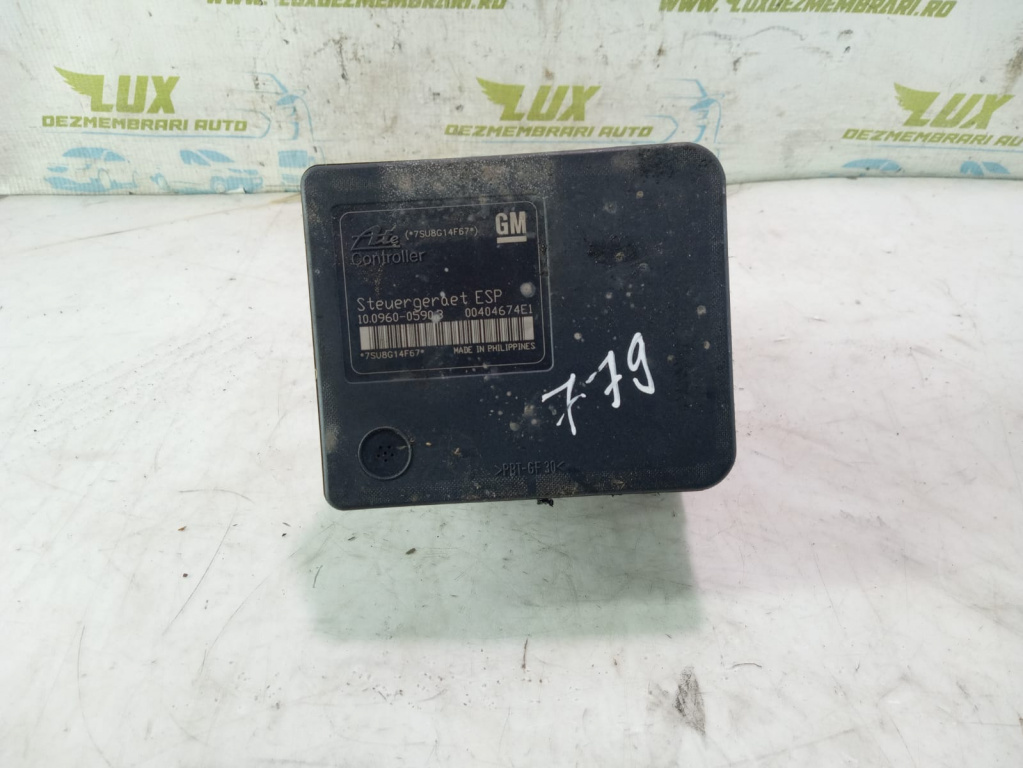 LUXDEZMEMBRARI.RO
LUX
DEZMEMBRARI AUTO
LUX
DEZMEMBRARI AUTO
LUX
DEZMEMBRARI AUTO
Ate (*7SU8G14F67*) GM
Controller
Steuergeraet ESP
10.0960-0590.3 00404674E1
*7SU8G14F67* MADE IN PHILIPPINES
779
>PBT-GF30<